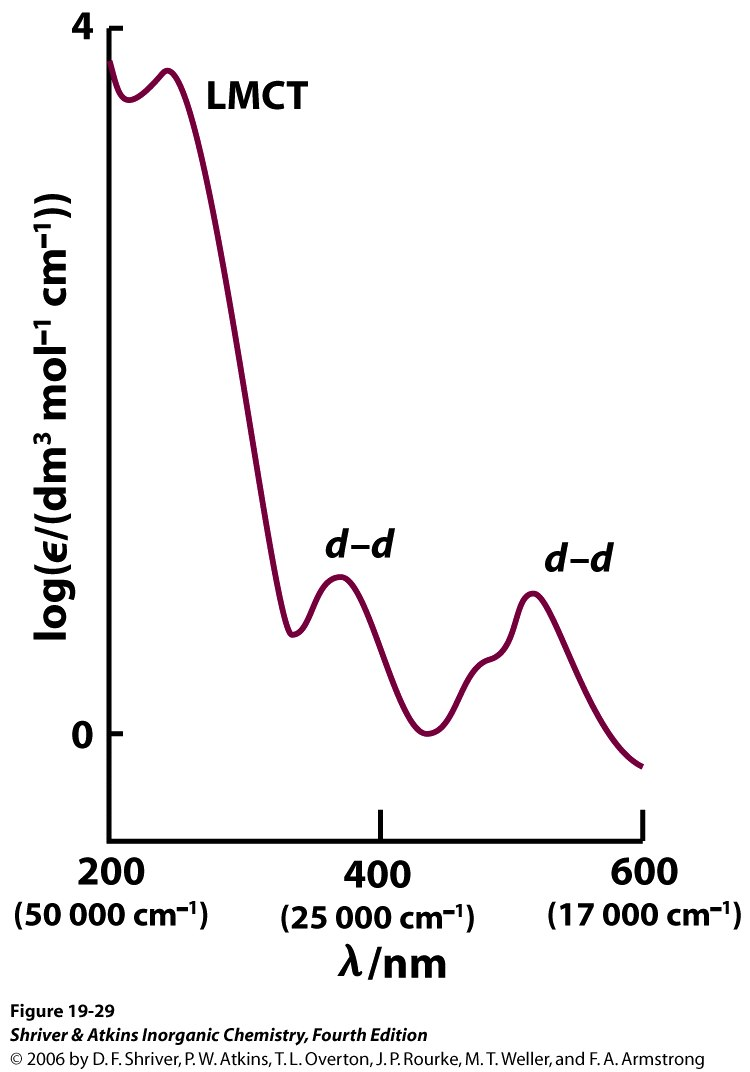 4
LMCT
log(ϵ/(dm³ mol⁻¹ cm⁻¹))
d–d
d–d
0
200 400 600
(50 000 cm⁻¹) (25 000 cm⁻¹) (17 000 cm⁻¹)
λ/nm
Figure 19-29
Shriver & Atkins Inorganic Chemistry, Fourth Edition
© 2006 by D. F. Shriver, P. W. Atkins, T. L. Overton, J. P. Rourke, M. T. Weller, and F. A. Armstrong